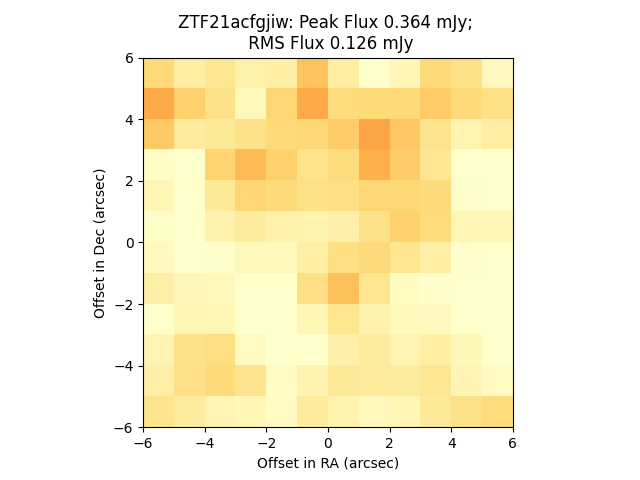 ZTF21acfgjiw: Peak Flux 0.364 mJy;
RMS Flux 0.126 mJy
6
4
2
0
−2
−4
−6
Offset in Dec (arcsec)
−6 −4 −2 0 2 4 6
Offset in RA (arcsec)